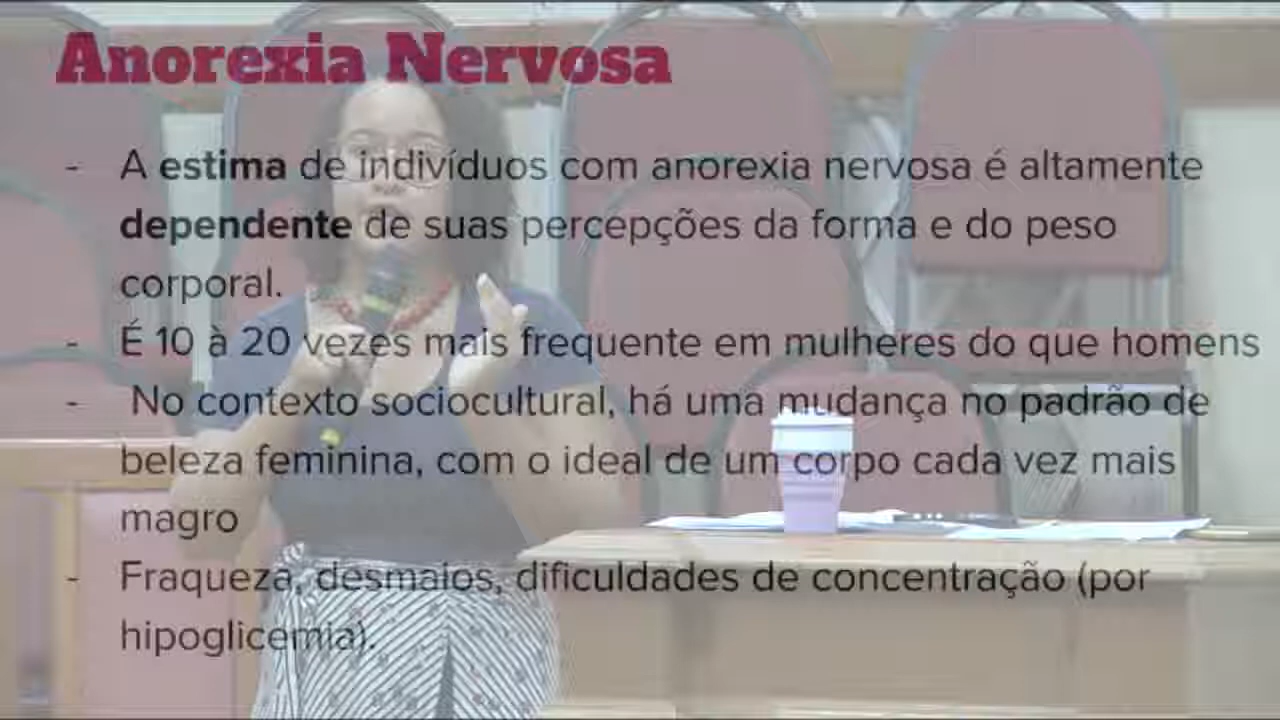 Anorexia Nervosa
- A estima de indivíduos com anorexia nervosa é altamente
dependente de suas percepções da forma e do peso
corporal.
- É 10 à 20 vezes mais frequente em mulheres do que homens
- No contexto sociocultural, há uma mudança no padrão de
beleza feminina, com o ideal de um corpo cada vez mais
magro
- Fraqueza, desmaios, dificuldades de concentração (por
hipoglicemia).